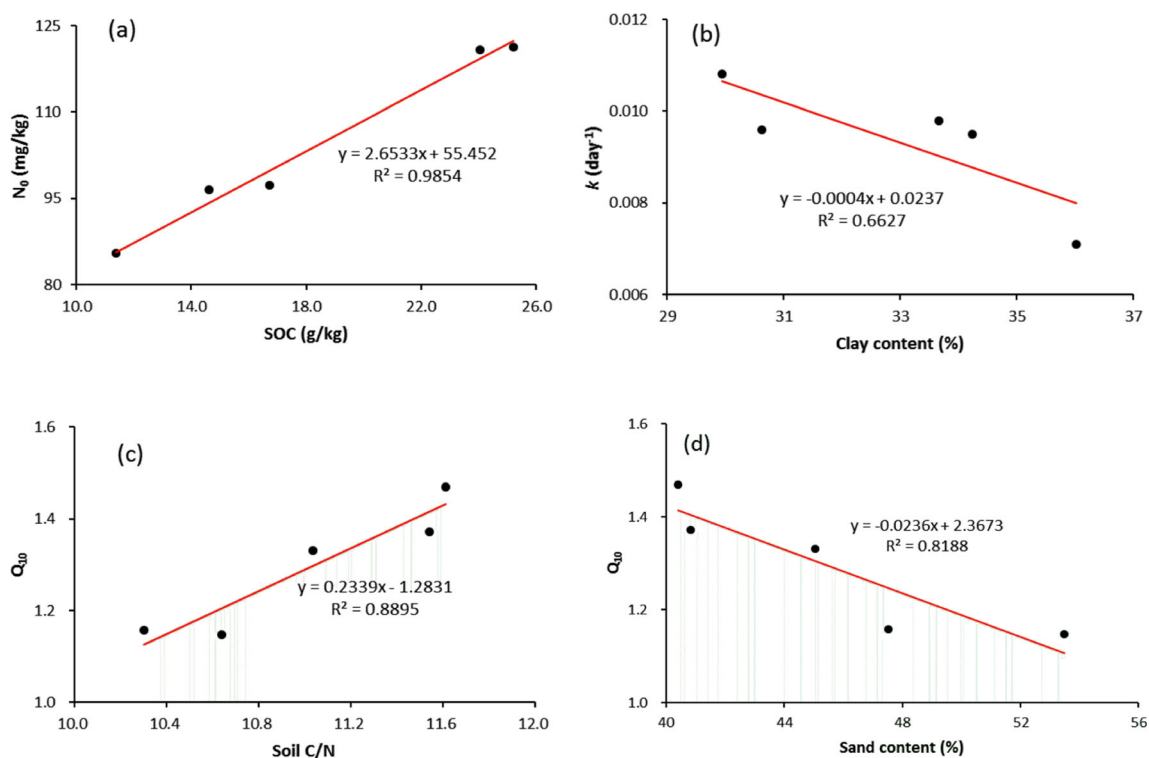 (a)
125
110
95
80
N₀ (mg/kg)
y = 2.6533x + 55.452
R² = 0.9854
10.0 14.0 18.0 22.0 26.0
SOC (g/kg)
(b)
0.012
0.010
0.008
0.006
k (day⁻¹)
y = -0.0004x + 0.0237
R² = 0.6627
29 31 33 35 37
Clay content (%)
(c)
1.6
1.4
1.2
1.0
Q₁₀
y = 0.2339x - 1.2831
R² = 0.8895
10.0 10.4 10.8 11.2 11.6 12.0
Soil C/N
(d)
1.6
1.4
1.2
1.0
Q₁₀
y = -0.0236x + 2.3673
R² = 0.8188
40 44 48 52 56
Sand content (%)